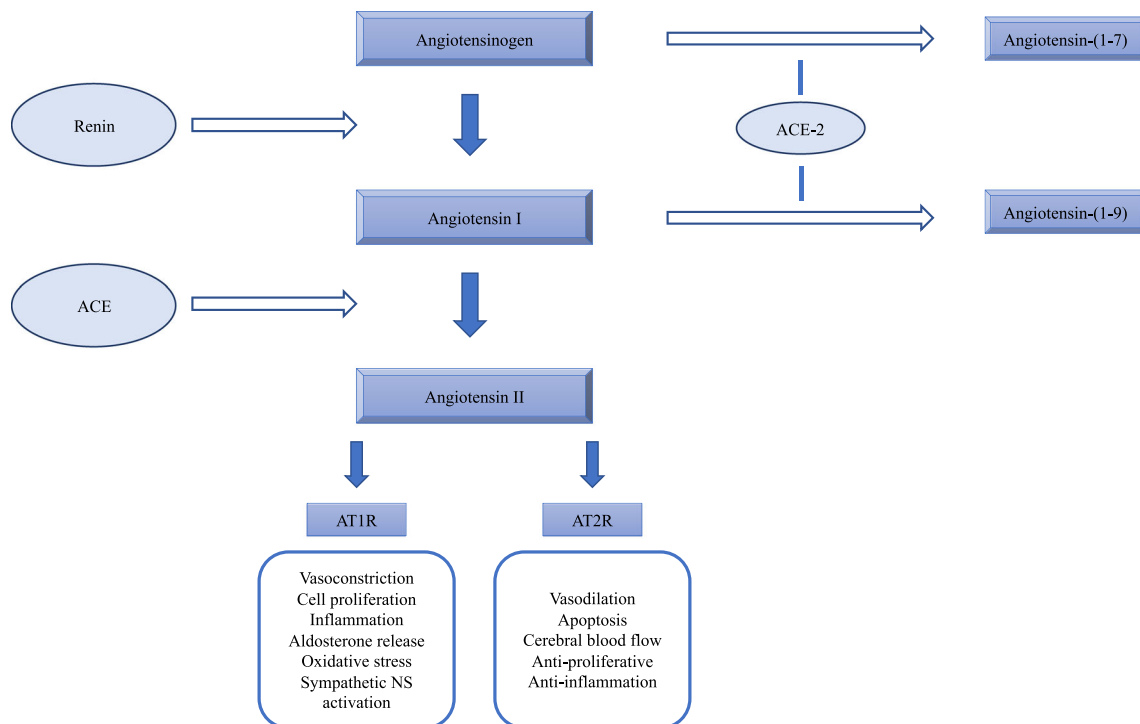 Angiotensinogen
Angiotensin-(1-7)
Renin
ACE-2
Angiotensin I
Angiotensin-(1-9)
ACE
Angiotensin II
AT1R
AT2R
Vasoconstriction
Cell proliferation
Inflammation
Aldosterone release
Oxidative stress
Sympathetic NS
activation
Vasodilation
Apoptosis
Cerebral blood flow
Anti-proliferative
Anti-inflammation